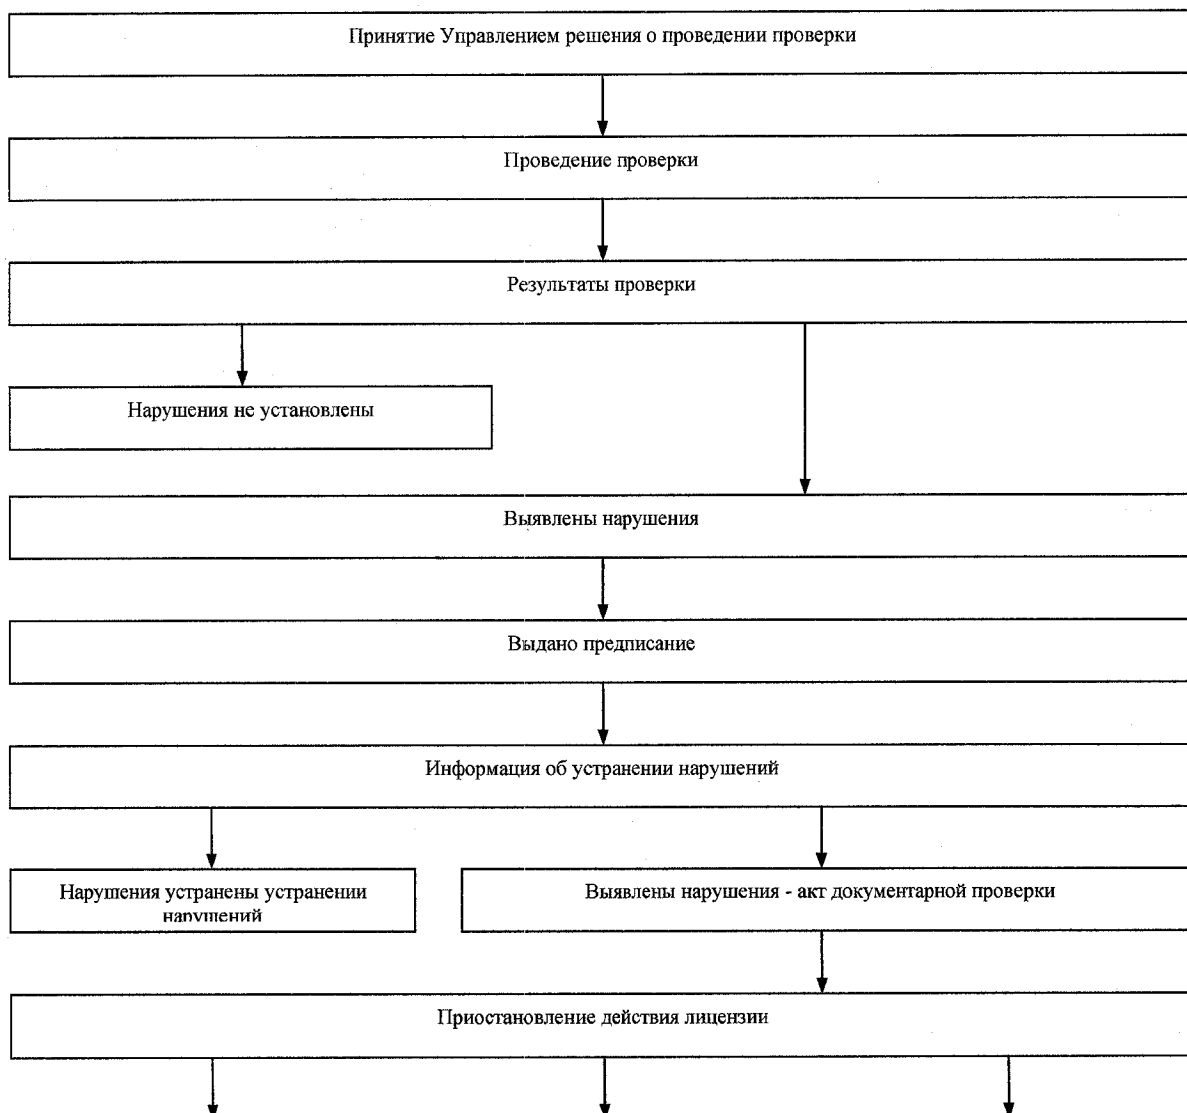 Принятие Управлением решения о проведении проверки
Проведение проверки
Результаты проверки
Нарушения не установлены
Выявлены нарушения
Выдано предписание
Информация об устранении нарушений
Нарушения устранены устранении
нарушений
Выявлены нарушения - акт документарной проверки
Приостановление действия лицензии